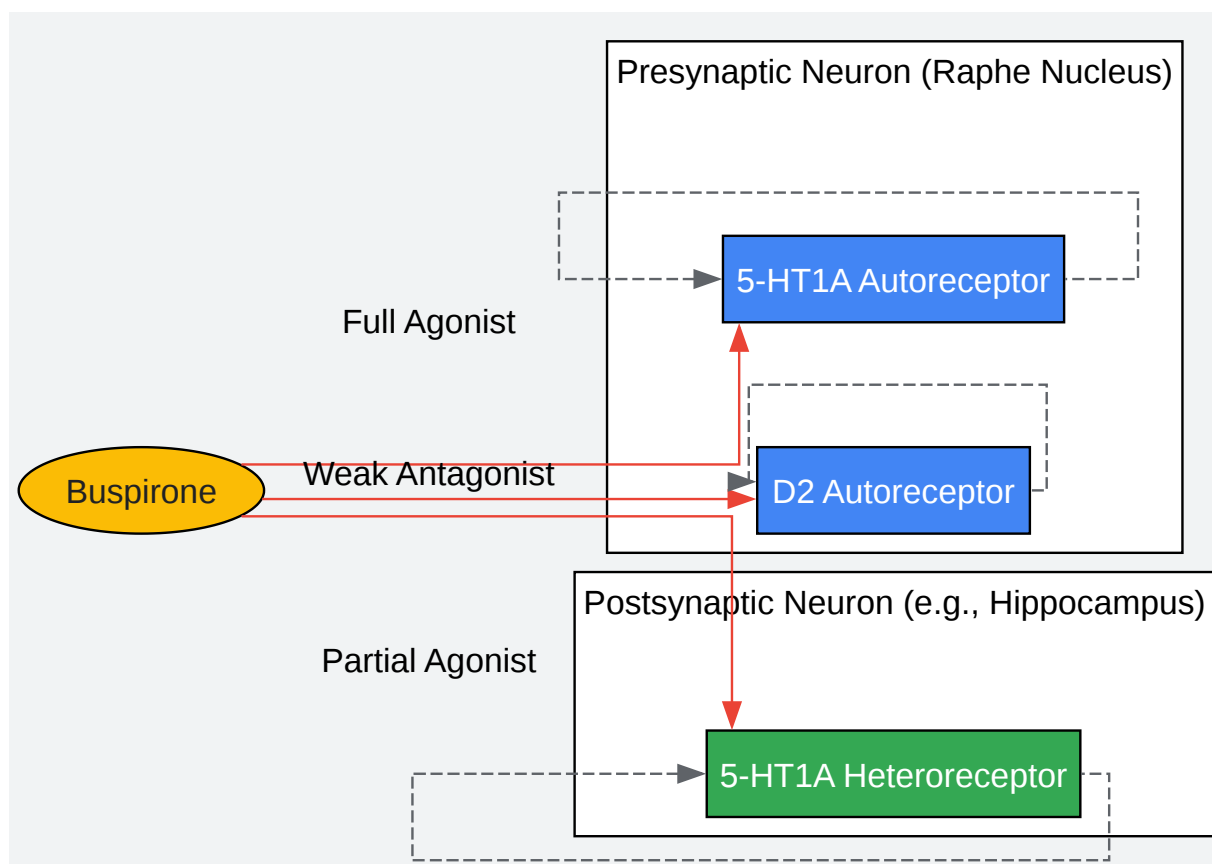 Presynaptic Neuron (Raphe Nucleus)
5-HT1A Autoreceptor
Full Agonist
Weak Antagonist
Buspirone
D2 Autoreceptor
Postsynaptic Neuron (e.g., Hippocampus)
Partial Agonist
5-HT1A Heteroreceptor